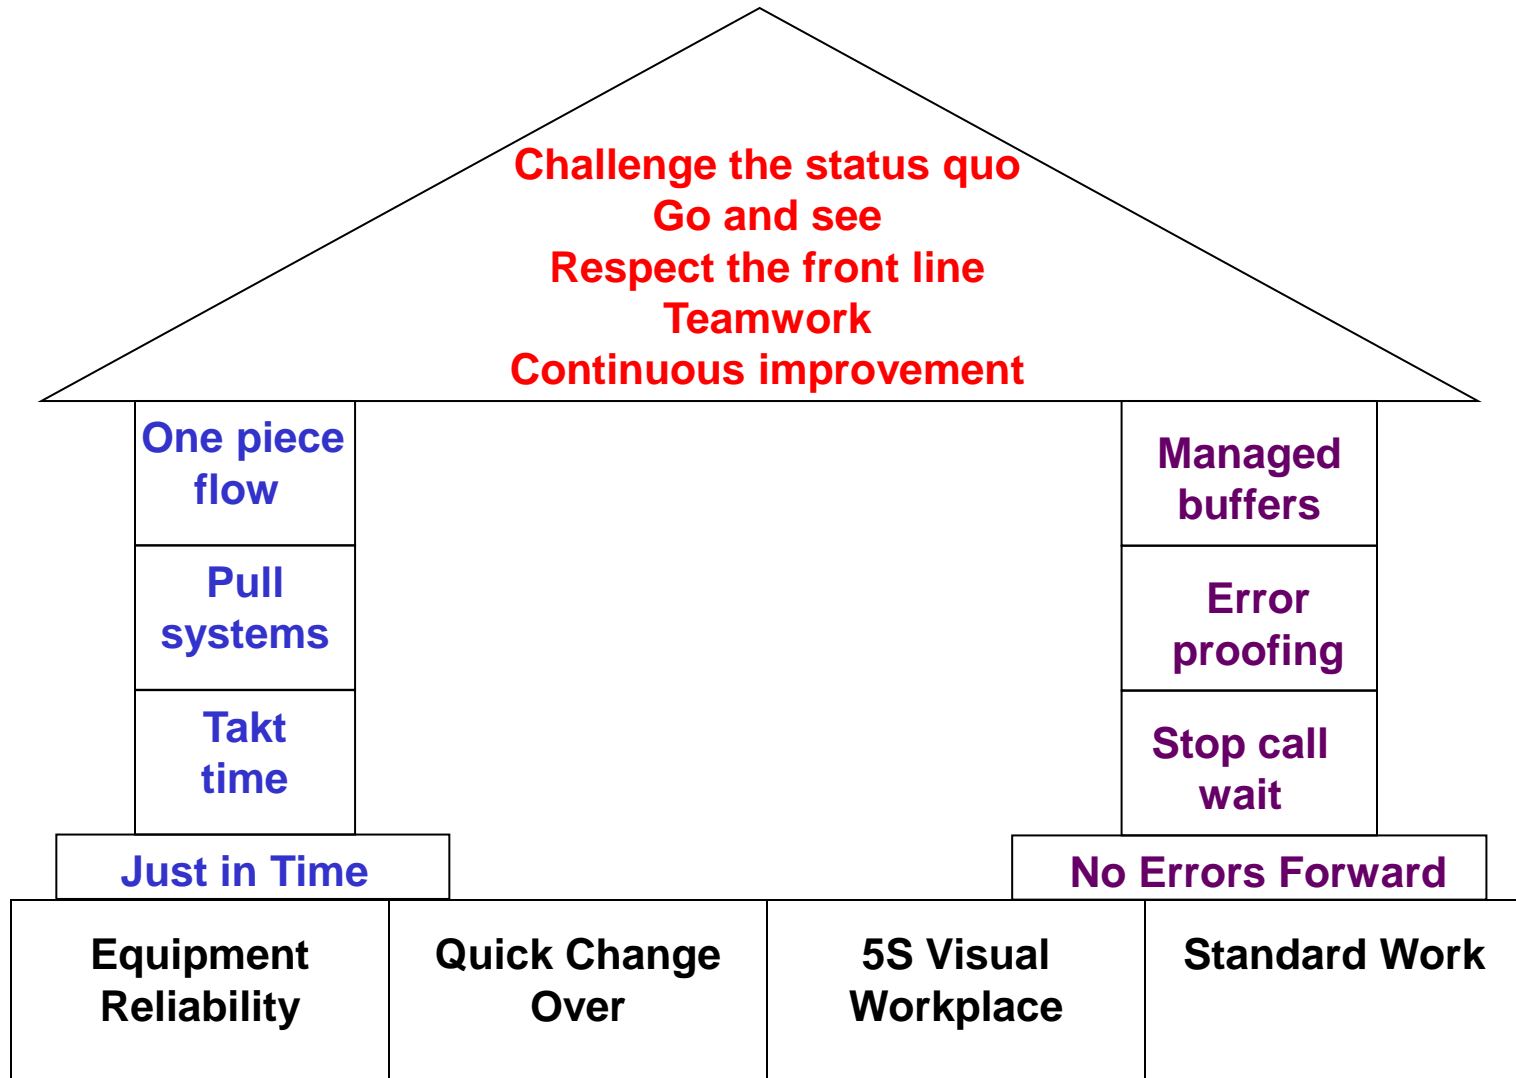 Challenge the status quo
Go and see
Respect the front line
Teamwork
Continuous improvement
One piece
flow
Pull
systems
Takt
time
Just in Time
Managed
buffers
Error
proofing
Stop call
wait
No Errors Forward
Equipment
Reliability
Quick Change
Over
5S Visual
Workplace
Standard Work